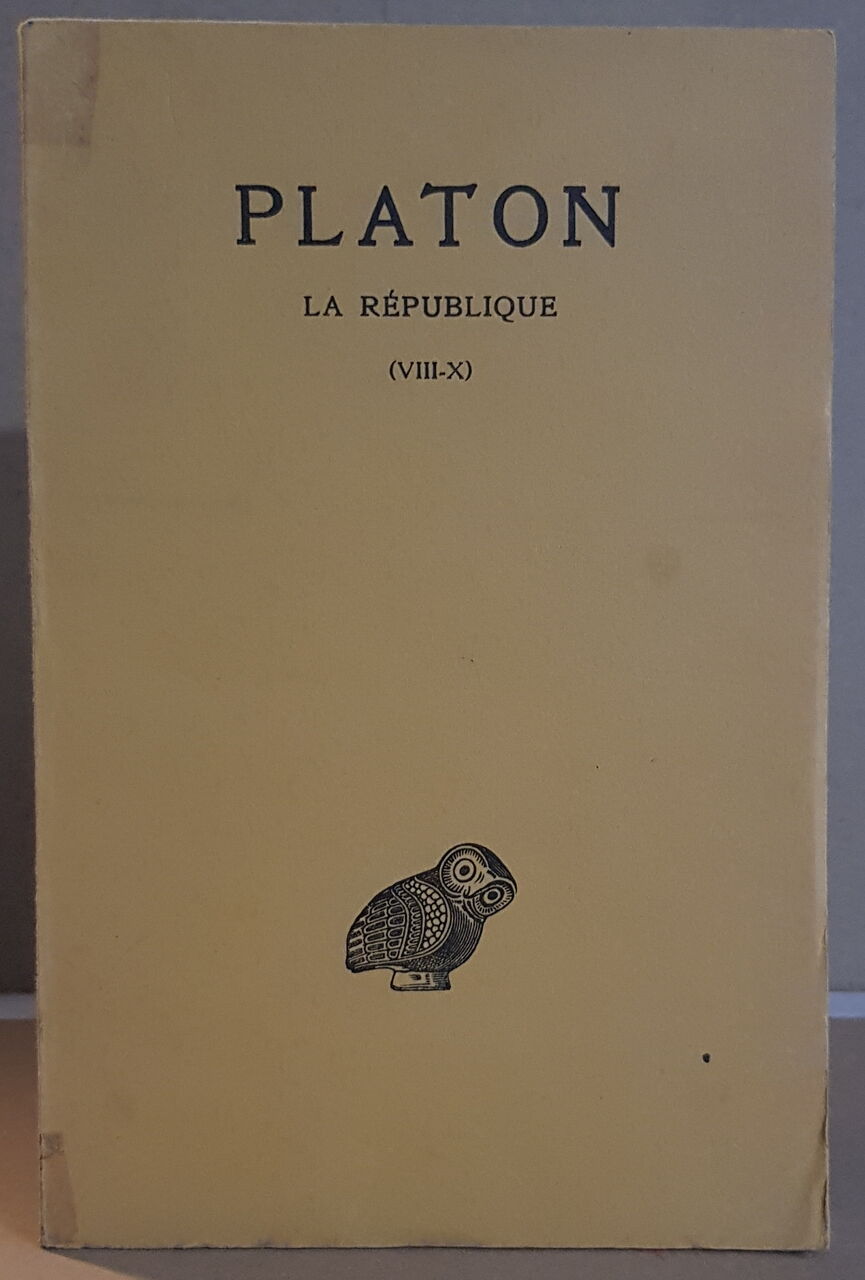 PLATON
LA RÉPUBLIQUE
(VIII-X)